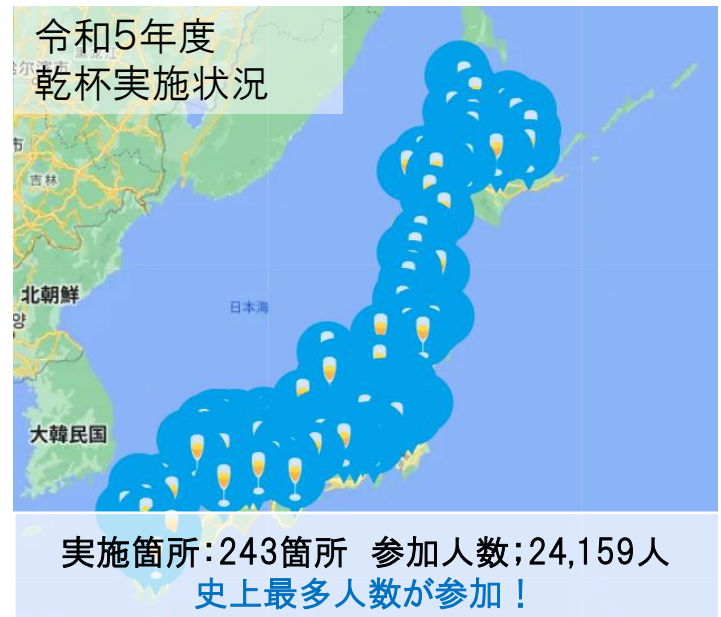 令和5年度
乾杯実施状況
吉林
北朝鮮
日本海
大韓民国
実施箇所：243箇所　参加人数；24,159人
史上最多人数が参加！